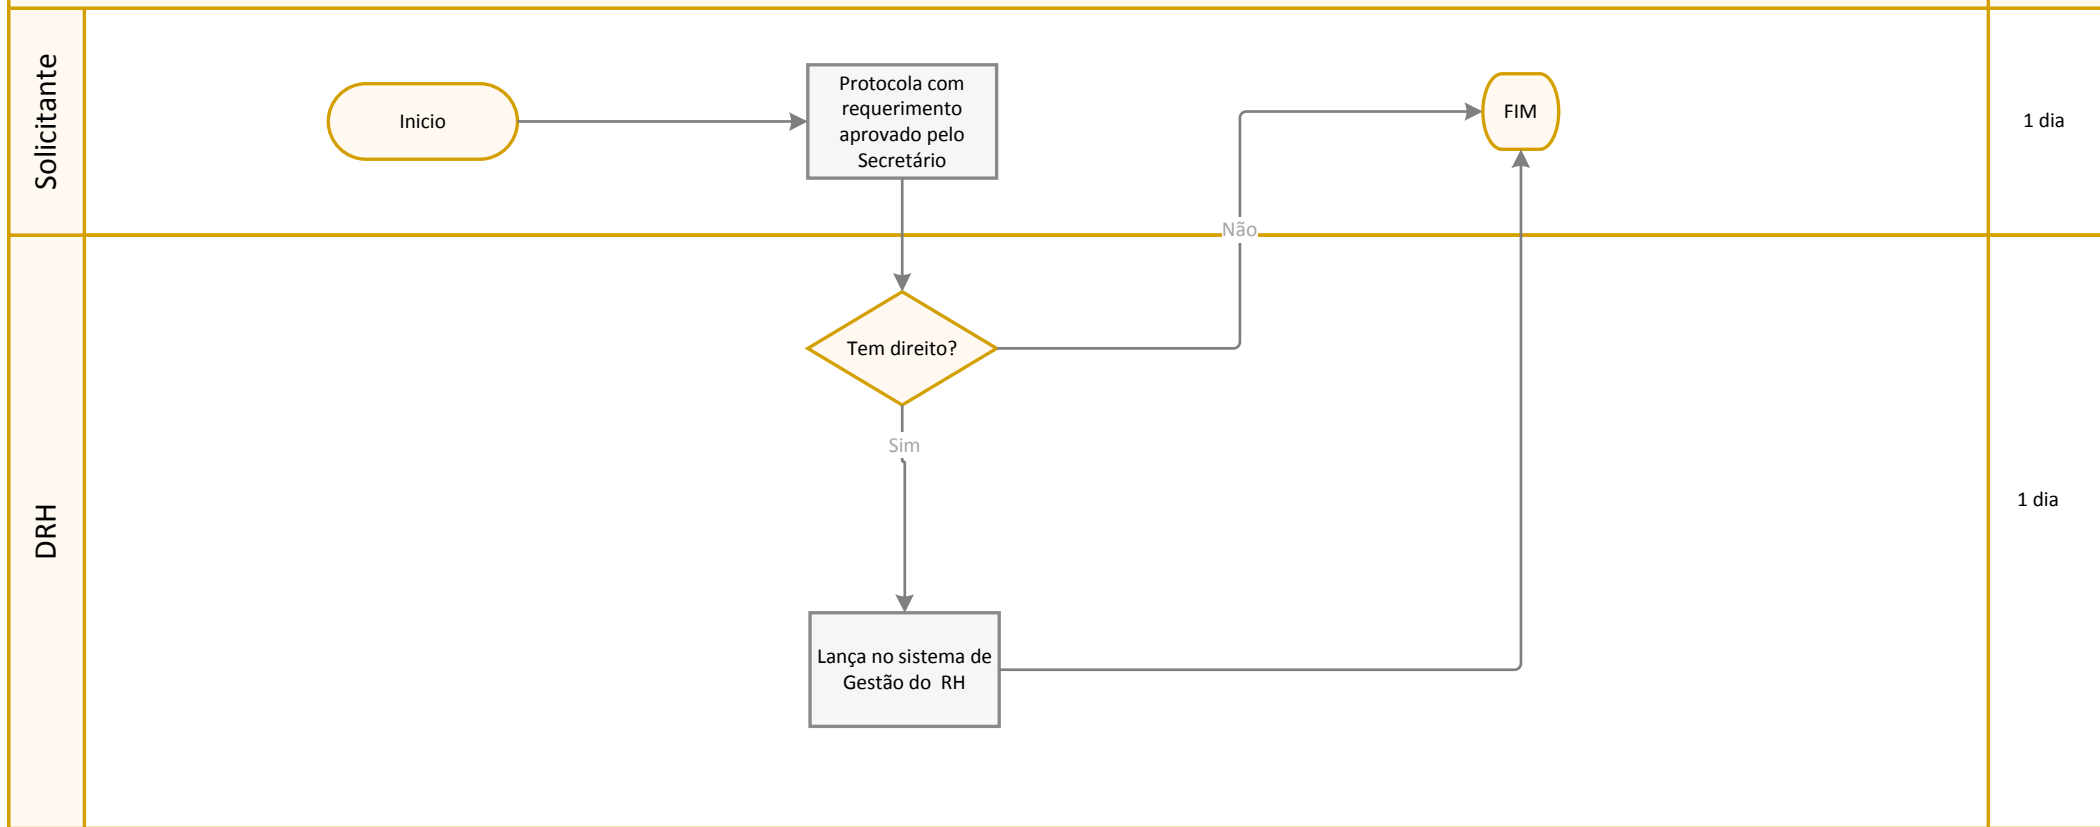 Solicitante
Inicio
Protocola com
requerimento
aprovado pelo
Secretário
FIM
1 dia
Não
DRH
Tem direito?
Sim
1 dia
Lança no sistema de
Gestão do  RH